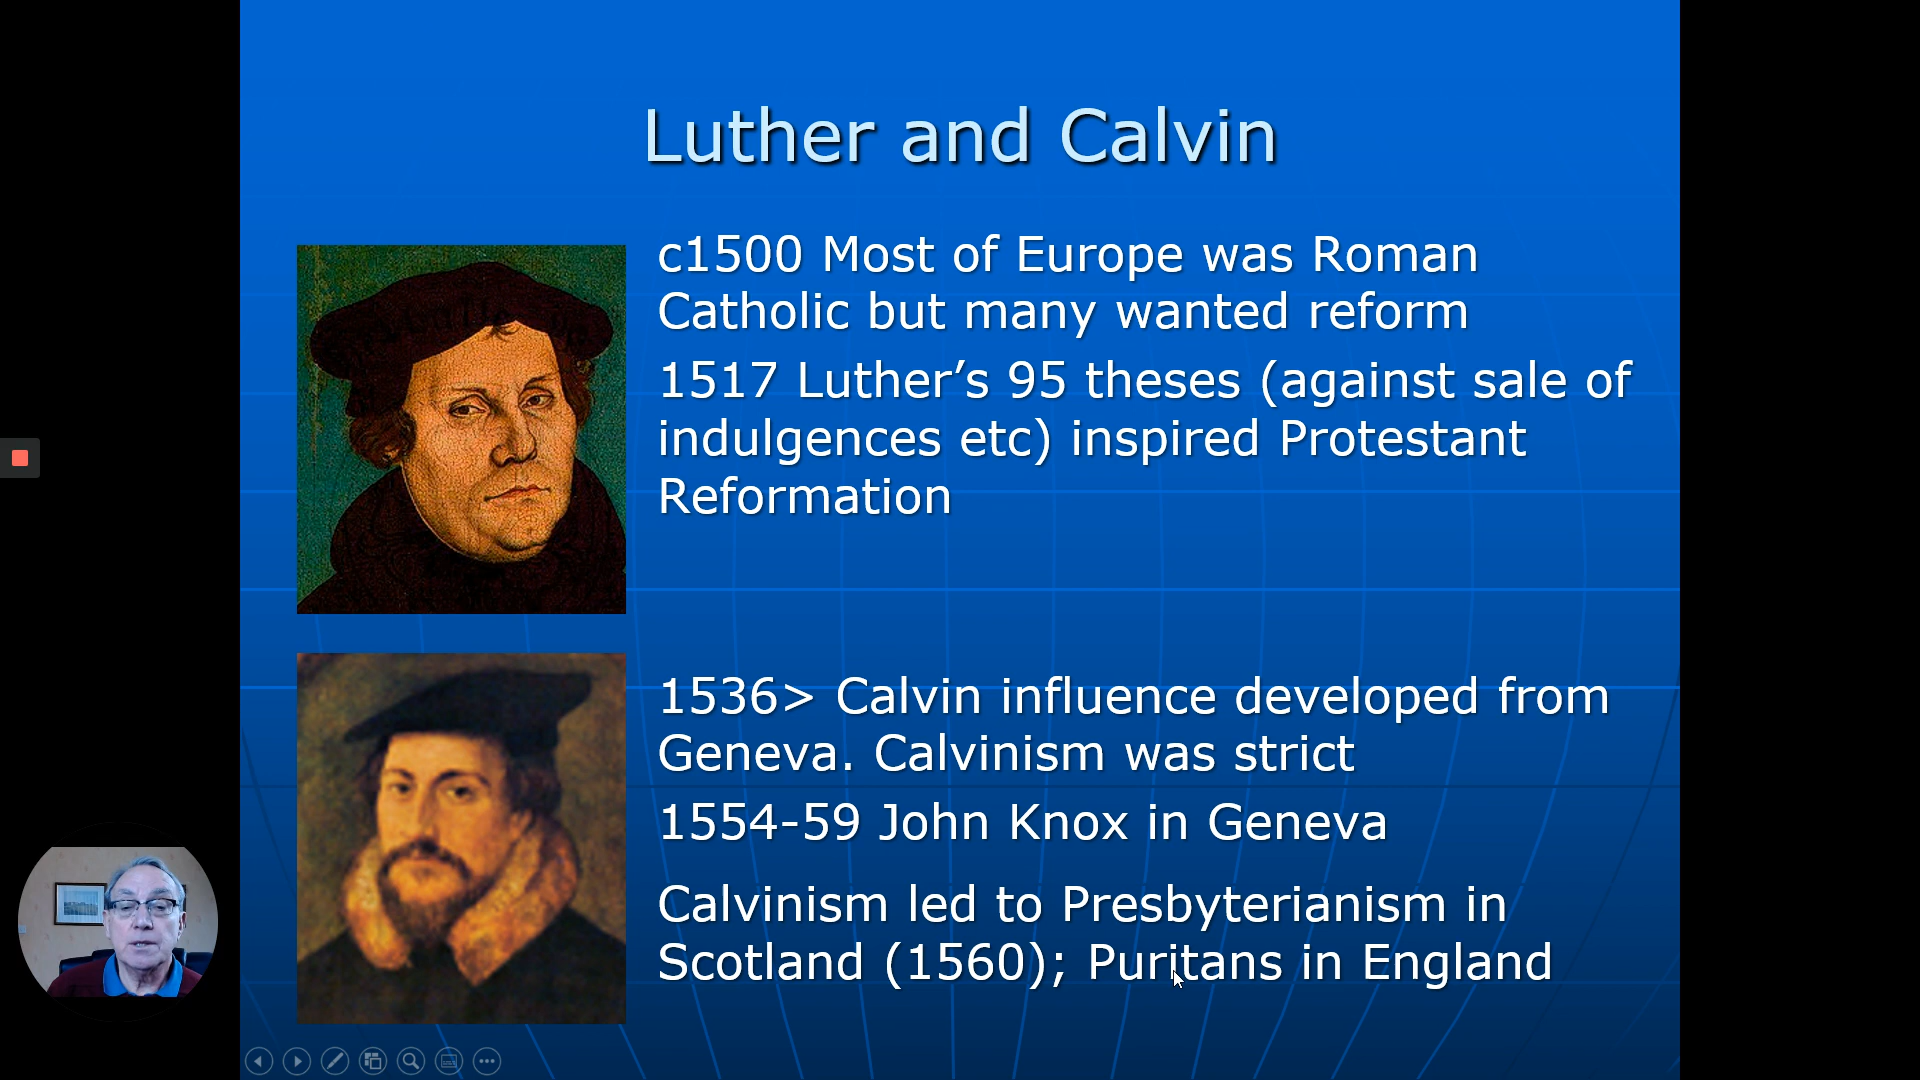 Luther and Calvin
c1500 Most of Europe was Roman
Catholic but many wanted reform
1517 Luther’s 95 theses (against sale of
indulgences etc) inspired Protestant
Reformation
1536> Calvin influence developed from
Geneva. Calvinism was strict
1554-59 John Knox in Geneva
Calvinism led to Presbyterianism in
Scotland (1560); Puritans in England